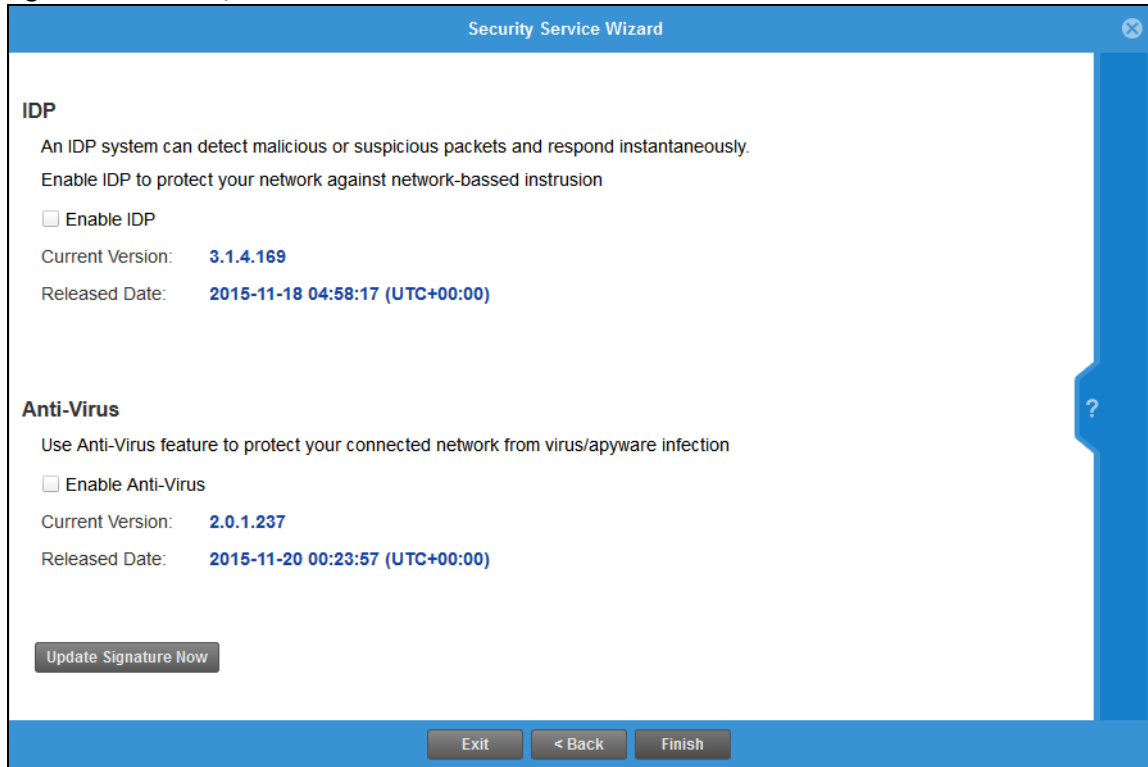 Security Service Wizard
IDP
An IDP system can detect malicious or suspicious packets and respond instantaneously.
Enable IDP to protect your network against network-bassed instrusion
Enable IDP
Current Version: 3.1.4.169
Released Date: 2015-11-18 04:58:17 (UTC+00:00)
?
Anti-Virus
Use Anti-Virus feature to protect your connected network from virus/apyware infection
Enable Anti-Virus
Current Version: 2.0.1.237
Released Date: 2015-11-20 00:23:57 (UTC+00:00)
Update Signature Now
Exit < Back Finish